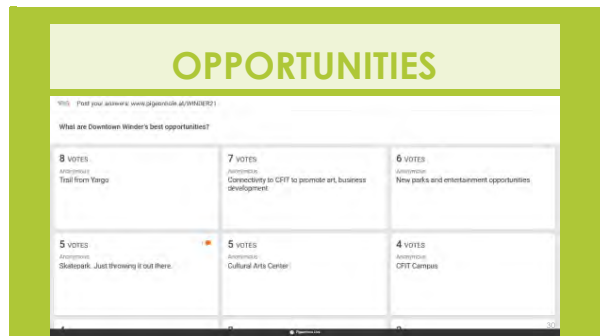 OPPORTUNITIES
Post your answers: www.pigeonhole.at/WINDER21
What are Downtown Winder's best opportunities?
8 VOTES
Anonymous
Trail from Yargo
7 VOTES
Anonymous
Connectivity to CFIT to promote art, business
development
6 VOTES
Anonymous
New parks and entertainment opportunities
5 VOTES
Anonymous
Skatepark. Just throwing it out there.
5 VOTES
Anonymous
Cultural Arts Center
4 VOTES
Anonymous
CFIT Campus
30